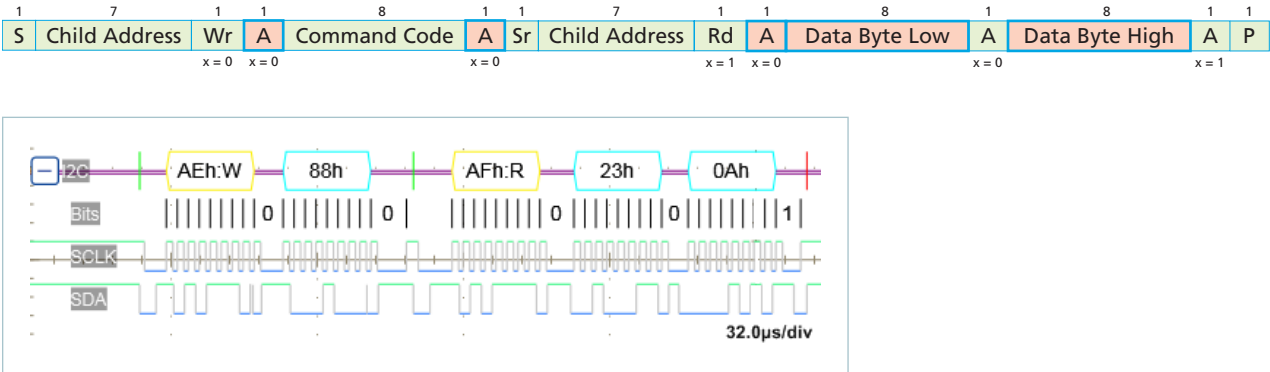 1 7 1 1 8 1 1 7 1 1 8 1 8 1 1
S Child Address Wr A Command Code A Sr Child Address Rd A Data Byte Low A Data Byte High A P
x = 0 x = 0 x = 0 x = 1 x = 0 x = 0 x = 1
I2C AEh:W 88h AFh:R 23h 0Ah
Bits 0 0 0 0 1
SCLK
SDA
32.0µs/div